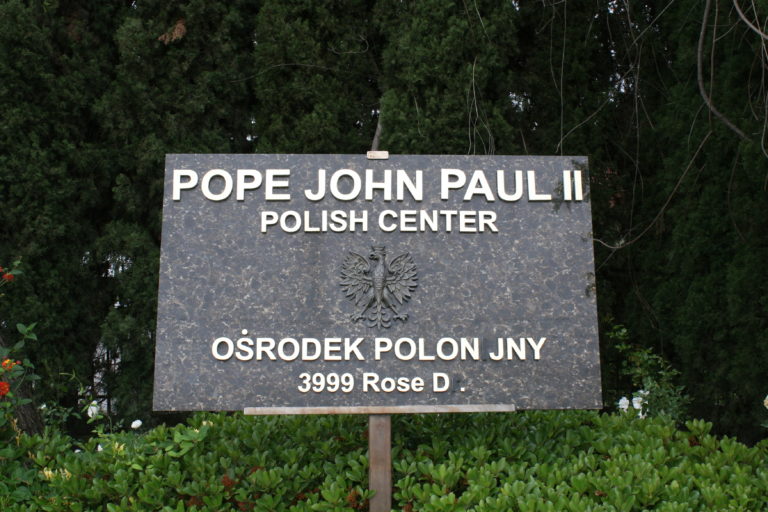 POPE JOHN PAUL II
POLISH CENTER
OŚRODEK POLON JNY
3999 Rose D .